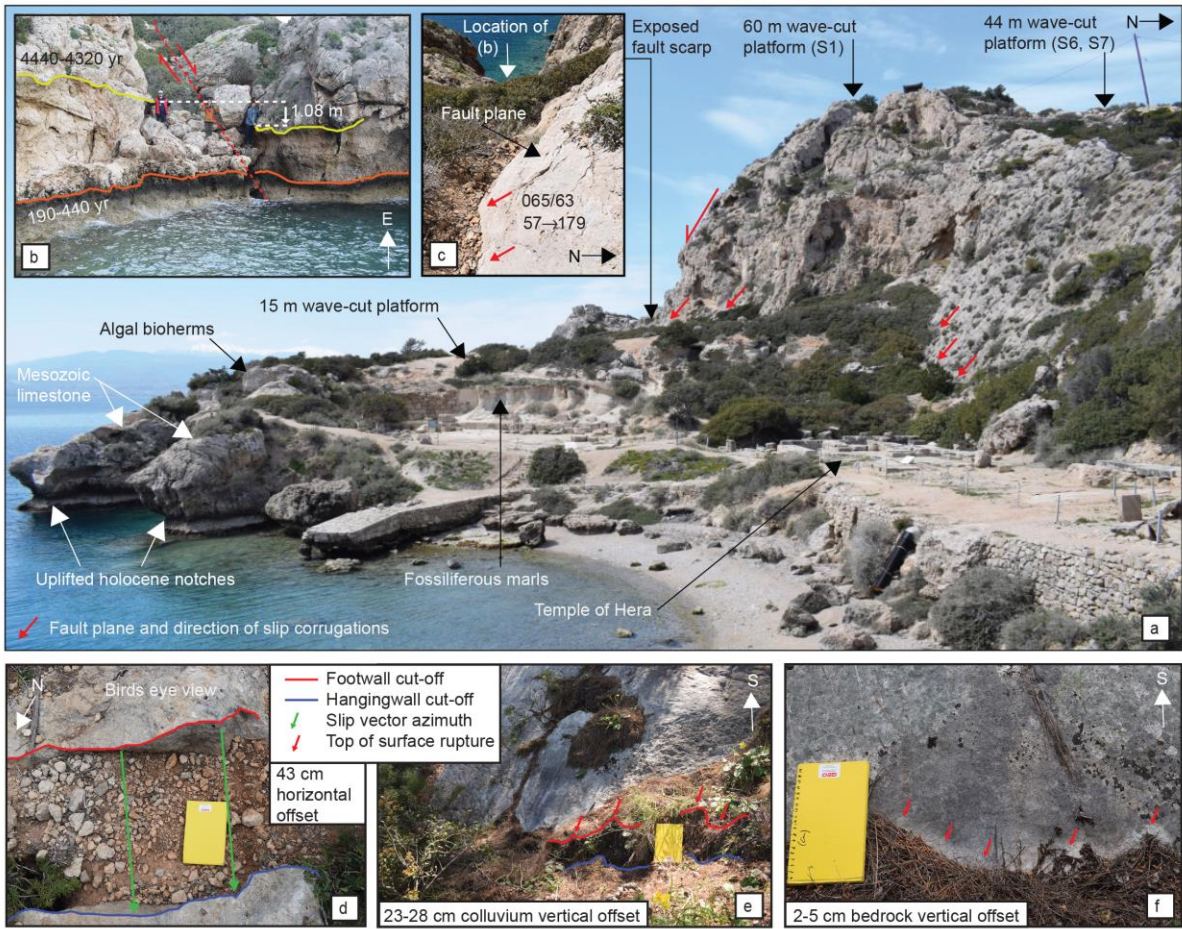 4440-4320 yr
1.08 m
190-440 yr
E
b
Location of
(b)
Fault plane
065/63
57→179
N
c
Exposed
fault scarp
60 m wave-cut
platform (S1)
44 m wave-cut
platform (S6, S7)
N
15 m wave-cut platform
Algal bioherms
Mesozoic
limestone
Uplifted holocene notches
Fossiliferous marls
Temple of Hera
Fault plane and direction of slip corrugations
a
N
Birds eye view
Footwall cut-off
Hangingwall cut-off
Slip vector azimuth
Top of surface rupture
43 cm
horizontal
offset
d
S
23-28 cm colluvium vertical offset
e
S
2-5 cm bedrock vertical offset
f